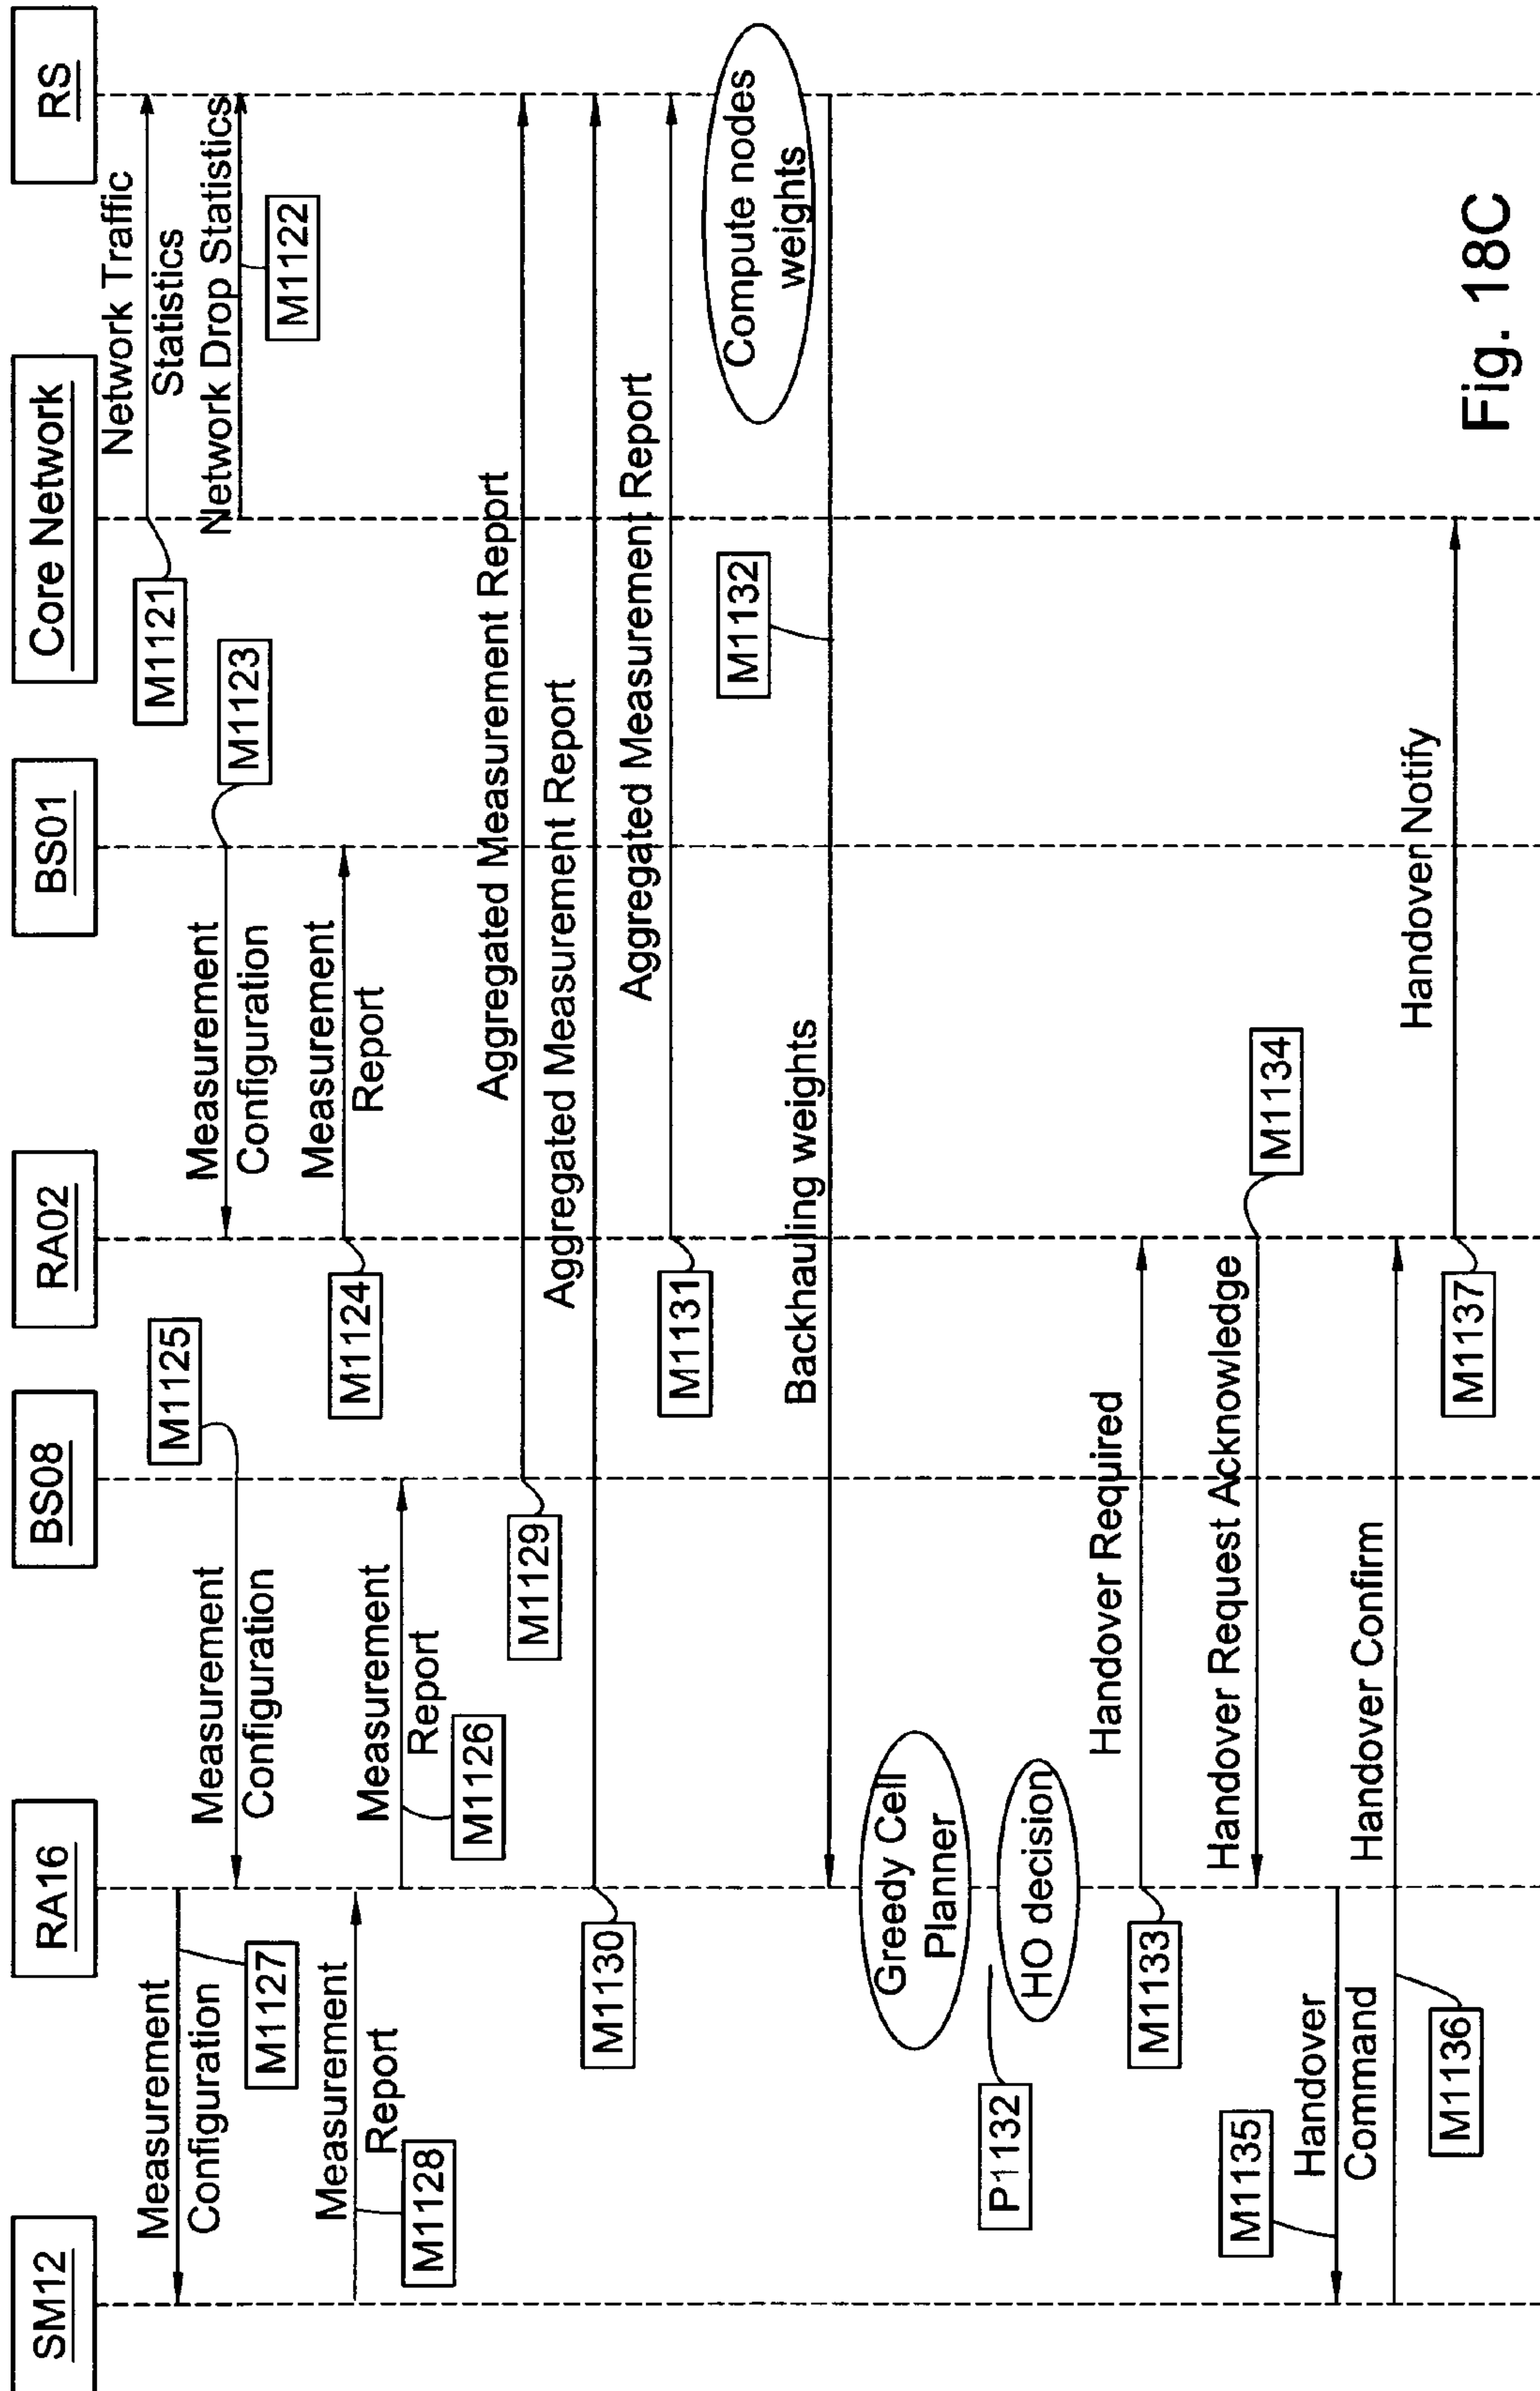 SM12
RA16
BS08
RA02
BS01
Core Network
RS
Network Traffic
Statistics
M1121
Network Drop Statistics
M1122
M1123
Measurement
Configuration
Measurement
Report
M1124
M1125
Measurement
Configuration
Measurement
Report
M1126
Measurement
Configuration
M1127
Measurement
Report
M1128
Aggregated Measurement Report
M1129
Aggregated Measurement Report
M1130
Aggregated Measurement Report
M1131
Compute nodes
weights
M1132
Backhauling weights
Greedy Cell
Planner
HO decision
P1132
Handover Required
M1133
M1134
Handover Request Acknowledge
M1135
Handover
Command
Handover Confirm
M1136
Handover Notify
M1137
Fig. 18C